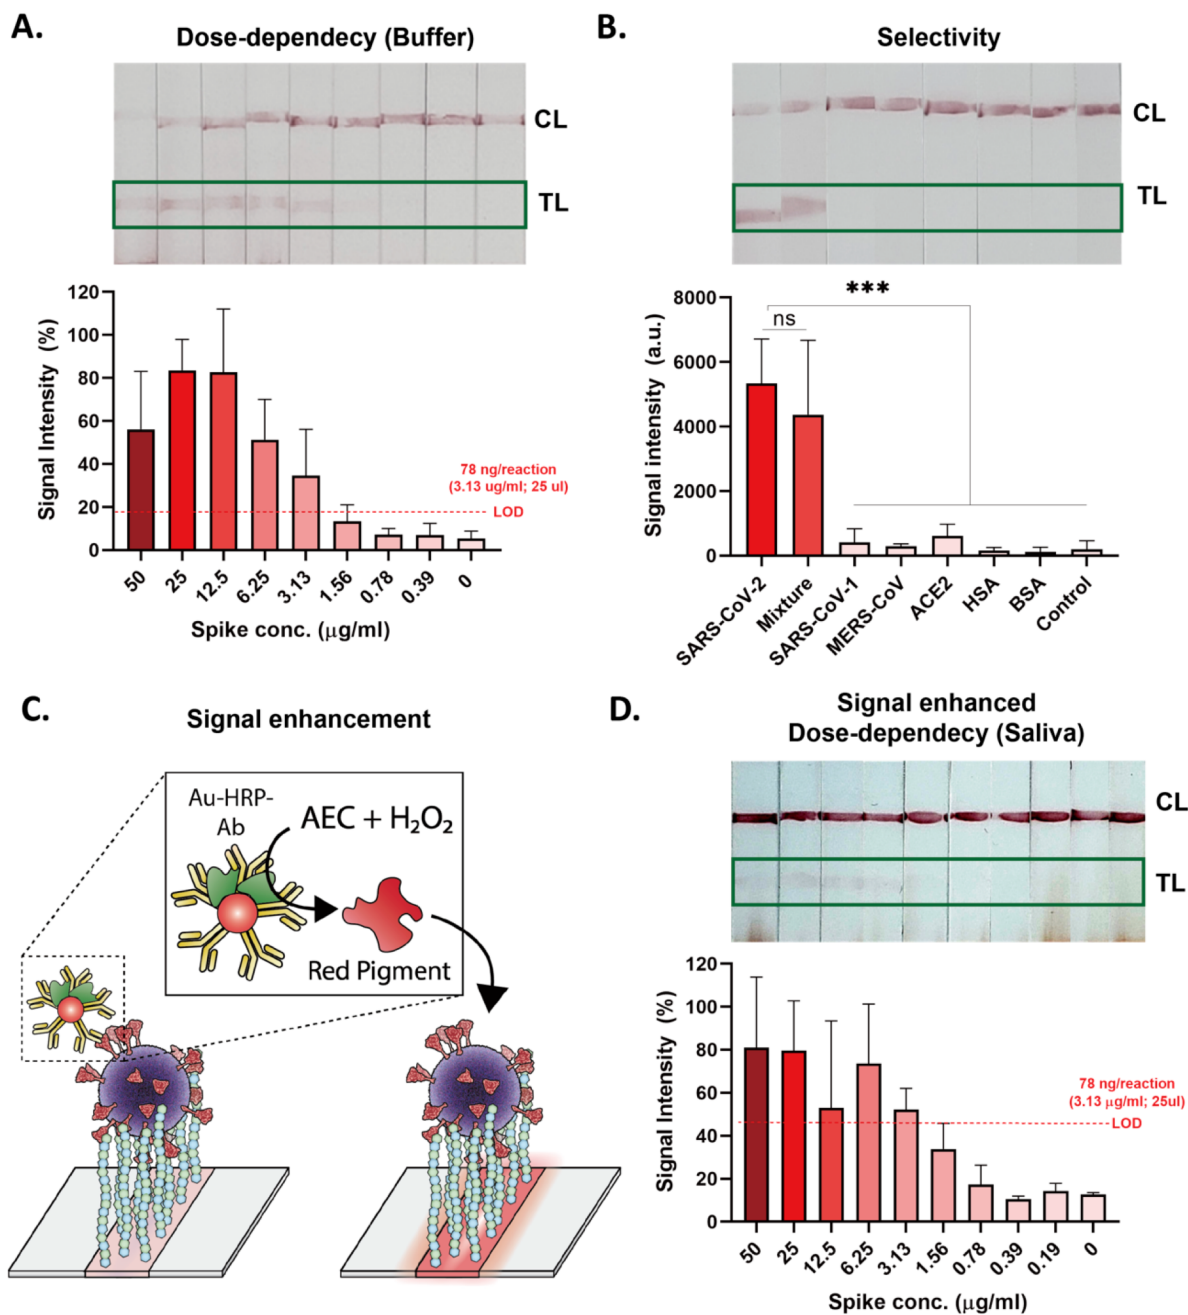 A.
Dose-dependecy (Buffer)
CL
TL
120
100
80
60
40
20
0
Signal Intensity (%)
78 ng/reaction
(3.13 ug/ml; 25 ul)
LOD
50
25
12.5
6.25
3.13
1.56
0.78
0.39
0
Spike conc. (μg/ml)
B.
Selectivity
CL
TL
8000
6000
4000
2000
0
Signal intensity (a.u.)
***
ns
SARS-CoV-2
Mixture
SARS-CoV-1
MERS-CoV
ACE2
HSA
BSA
Control
C.
Signal enhancement
Au-HRP-
Ab
AEC + H₂O₂
Red Pigment
D.
Signal enhanced
Dose-dependecy (Saliva)
CL
TL
120
100
80
60
40
20
0
Signal Intensity (%)
78 ng/reaction
(3.13 μg/ml; 25ul)
LOD
50
25
12.5
6.25
3.13
1.56
0.78
0.39
0.19
0
Spike conc. (μg/ml)